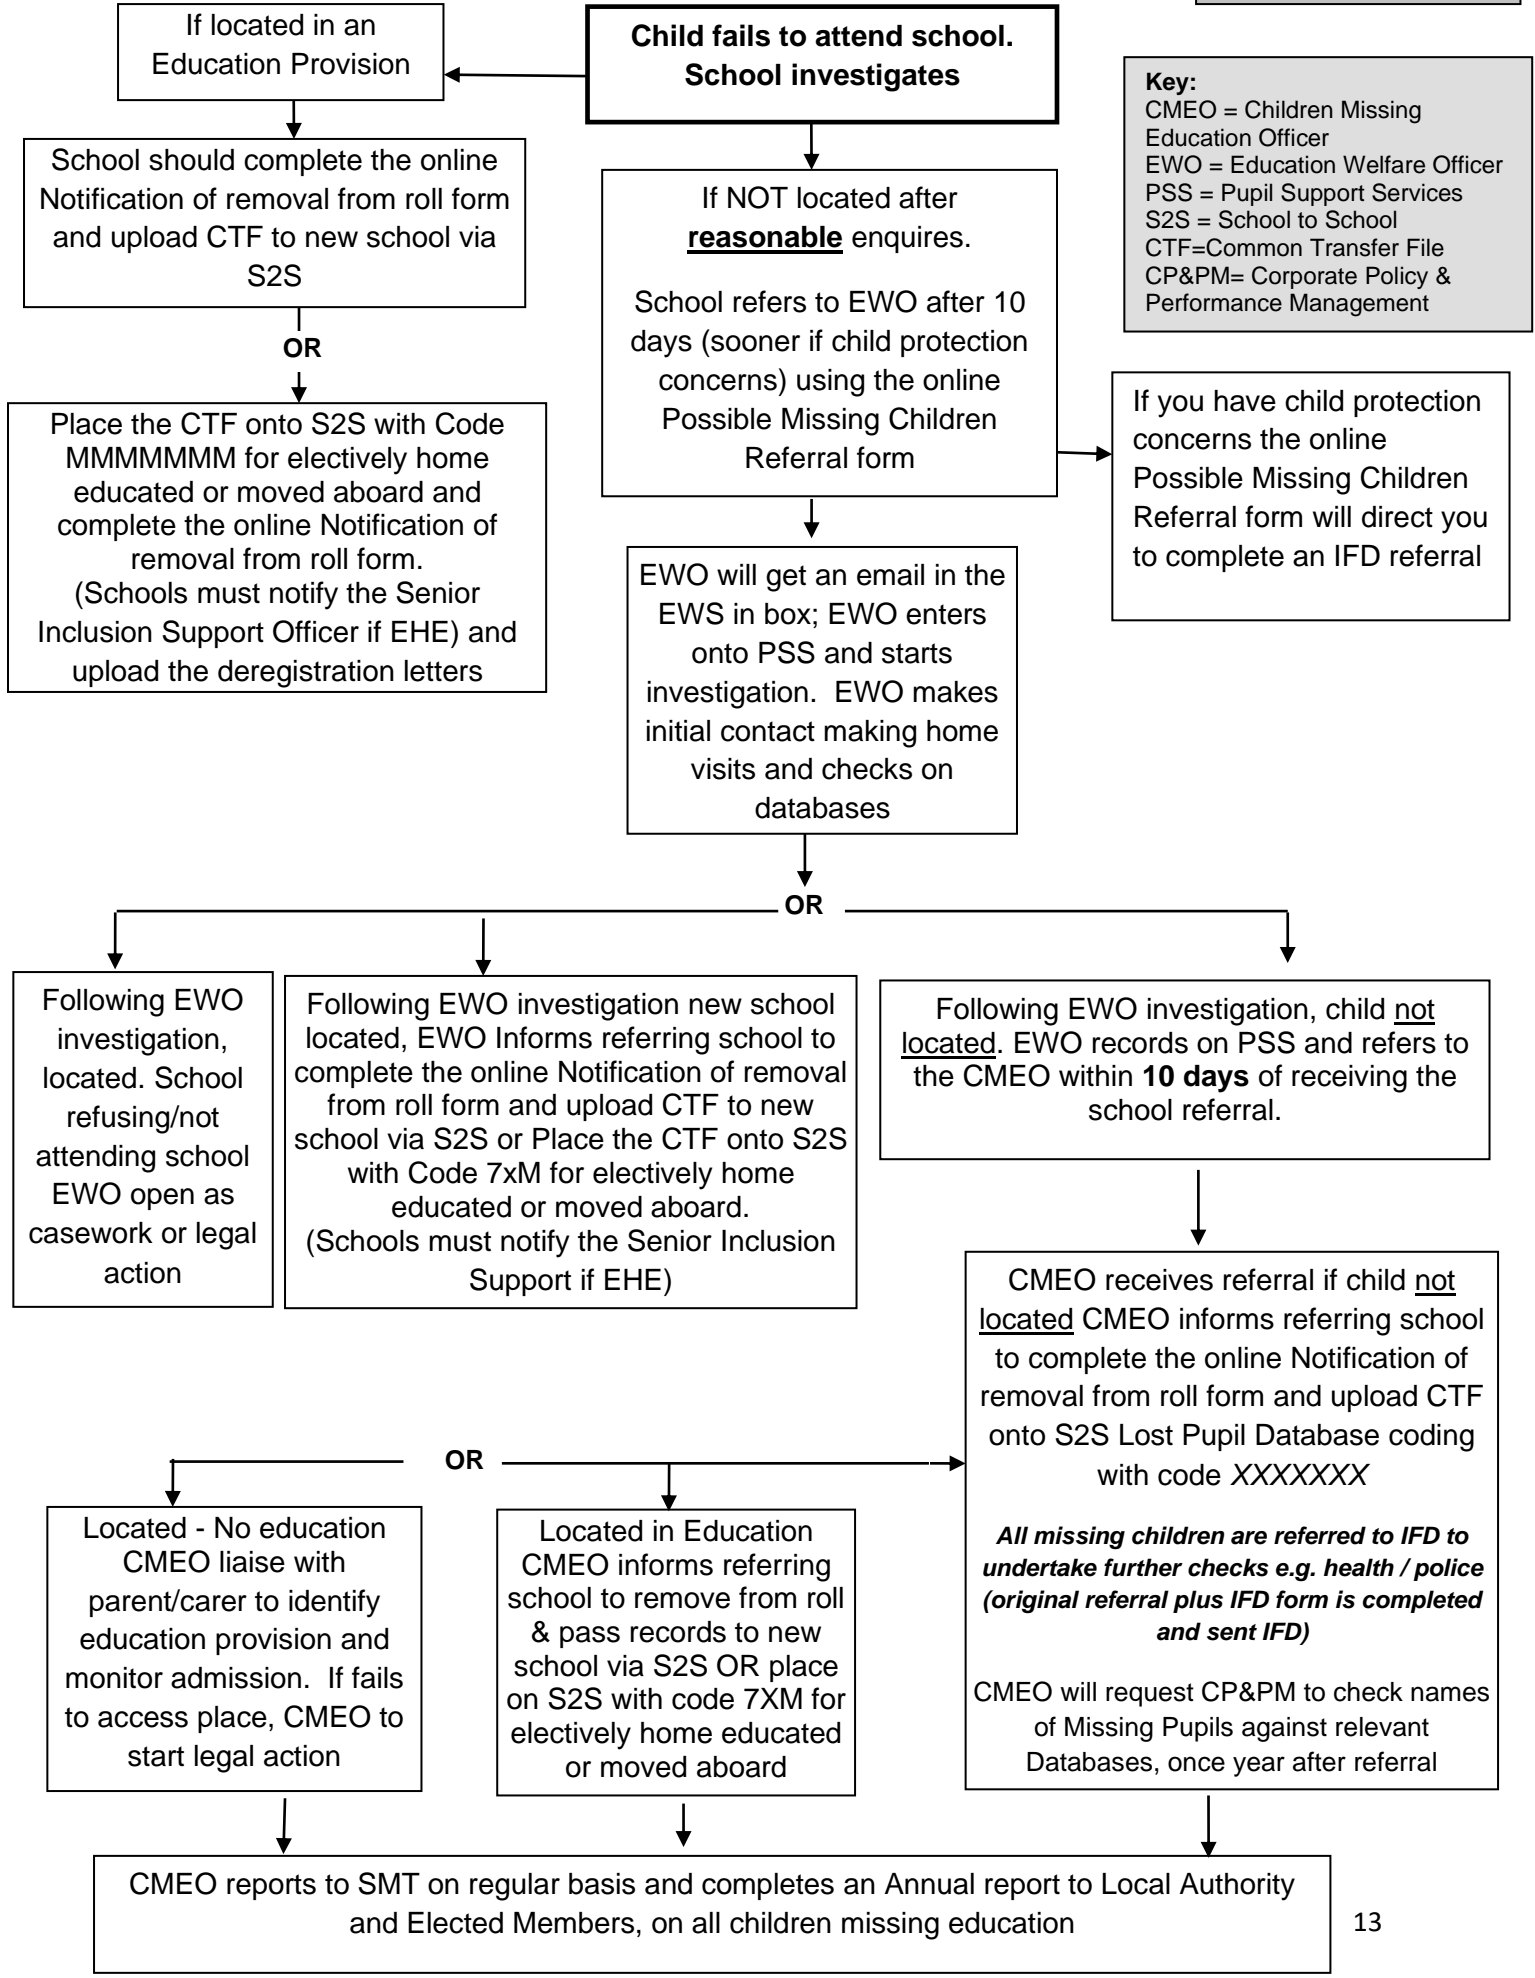 If located in an
Education Provision
Child fails to attend school.
School investigates
Key:
CMEO = Children Missing
Education Officer
EWO = Education Welfare Officer
PSS = Pupil Support Services
S2S = School to School
CTF=Common Transfer File
CP&PM= Corporate Policy &
Performance Management
School should complete the online
Notification of removal from roll form
and upload CTF to new school via
S2S
OR
Place the CTF onto S2S with Code
MMMMMMM for electively home
educated or moved aboard and
complete the online Notification of
removal from roll form.
(Schools must notify the Senior
Inclusion Support Officer if EHE) and
upload the deregistration letters
If NOT located after
reasonable enquires.
School refers to EWO after 10
days (sooner if child protection
concerns) using the online
Possible Missing Children
Referral form
If you have child protection
concerns the online
Possible Missing Children
Referral form will direct you
to complete an IFD referral
EWO will get an email in the
EWS in box; EWO enters
onto PSS and starts
investigation.  EWO makes
initial contact making home
visits and checks on
databases
OR
Following EWO
investigation,
located. School
refusing/not
attending school
EWO open as
casework or legal
action
Following EWO investigation new school
located, EWO Informs referring school to
complete the online Notification of removal
from roll form and upload CTF to new
school via S2S or Place the CTF onto S2S
with Code 7xM for electively home
educated or moved aboard.
(Schools must notify the Senior Inclusion
Support if EHE)
Following EWO investigation, child not
located. EWO records on PSS and refers to
the CMEO within 10 days of receiving the
school referral.
CMEO receives referral if child not
located CMEO informs referring school
to complete the online Notification of
removal from roll form and upload CTF
onto S2S Lost Pupil Database coding
with code XXXXXXX
All missing children are referred to IFD to
undertake further checks e.g. health / police
(original referral plus IFD form is completed
and sent IFD)
CMEO will request CP&PM to check names
of Missing Pupils against relevant
Databases, once year after referral
OR
Located - No education
CMEO liaise with
parent/carer to identify
education provision and
monitor admission.  If fails
to access place, CMEO to
start legal action
Located in Education
CMEO informs referring
school to remove from roll
& pass records to new
school via S2S OR place
on S2S with code 7XM for
electively home educated
or moved aboard
CMEO reports to SMT on regular basis and completes an Annual report to Local Authority
and Elected Members, on all children missing education
13